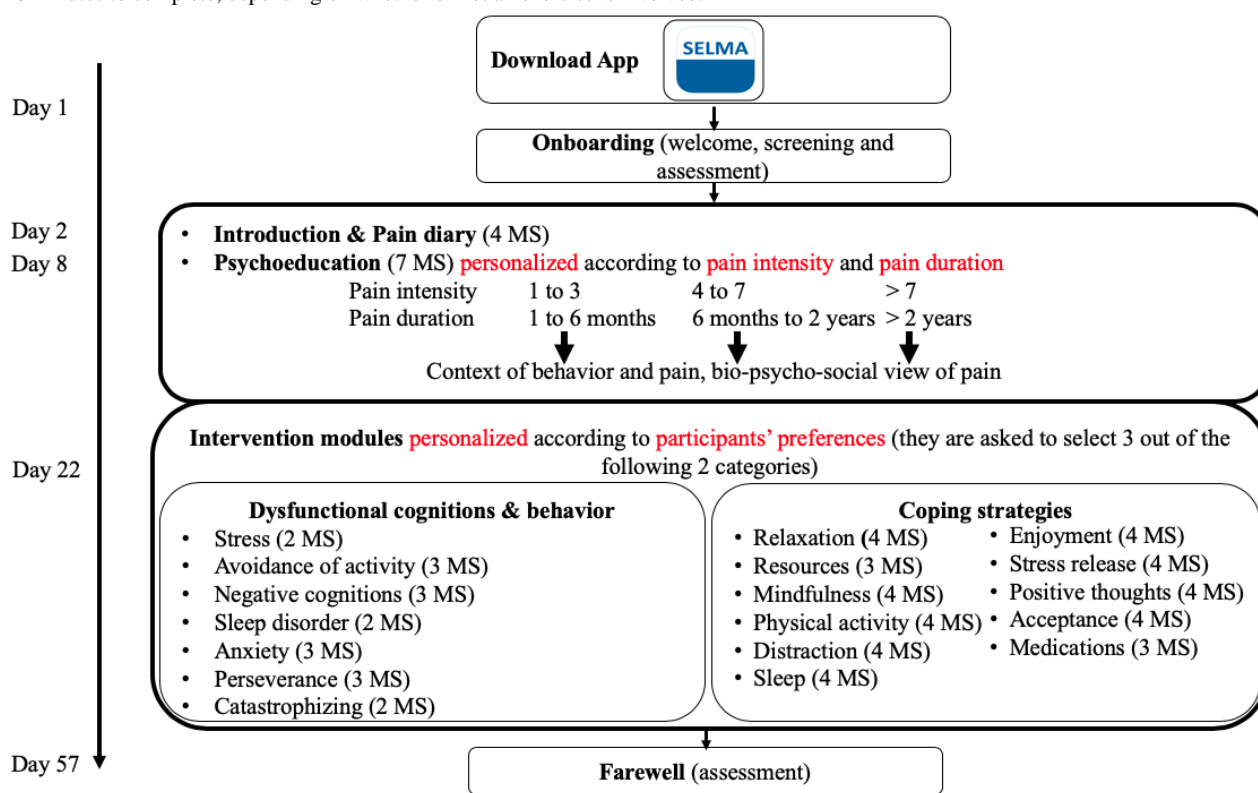 Download App
SELMA
Day 1
Onboarding (welcome, screening and
assessment)
Day 2
• Introduction & Pain diary (4 MS)
Day 8
• Psychoeducation (7 MS) personalized according to pain intensity and pain duration
Pain intensity 1 to 3 4 to 7 > 7
Pain duration 1 to 6 months 6 months to 2 years > 2 years
Context of behavior and pain, bio-psycho-social view of pain
Intervention modules personalized according to participants' preferences (they are asked to select 3 out of the
following 2 categories)
Day 22
Dysfunctional cognitions & behavior
• Stress (2 MS)
• Avoidance of activity (3 MS)
• Negative cognitions (3 MS)
• Sleep disorder (2 MS)
• Anxiety (3 MS)
• Perseverance (3 MS)
• Catastrophizing (2 MS)
Coping strategies
• Relaxation (4 MS)
• Resources (3 MS)
• Mindfulness (4 MS)
• Physical activity (4 MS)
• Distraction (4 MS)
• Sleep (4 MS)
• Enjoyment (4 MS)
• Stress release (4 MS)
• Positive thoughts (4 MS)
• Acceptance (4 MS)
• Medications (3 MS)
Day 57
Farewell (assessment)